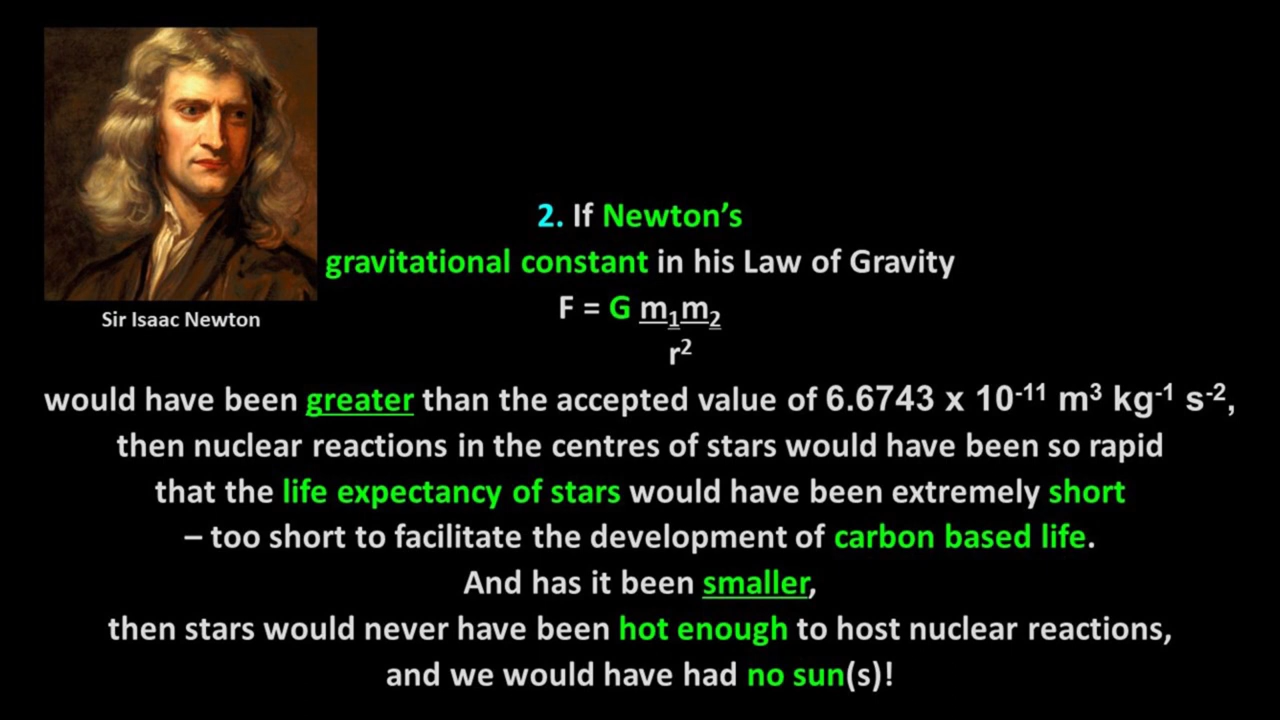 2. If Newton’s
gravitational constant in his Law of Gravity
Sir Isaac Newton
F = G m₁m₂
r²
would have been greater than the accepted value of 6.6743 x 10⁻¹¹ m³ kg⁻¹ s⁻²,
then nuclear reactions in the centres of stars would have been so rapid
that the life expectancy of stars would have been extremely short
– too short to facilitate the development of carbon based life.
And has it been smaller,
then stars would never have been hot enough to host nuclear reactions,
and we would have had no sun(s)!